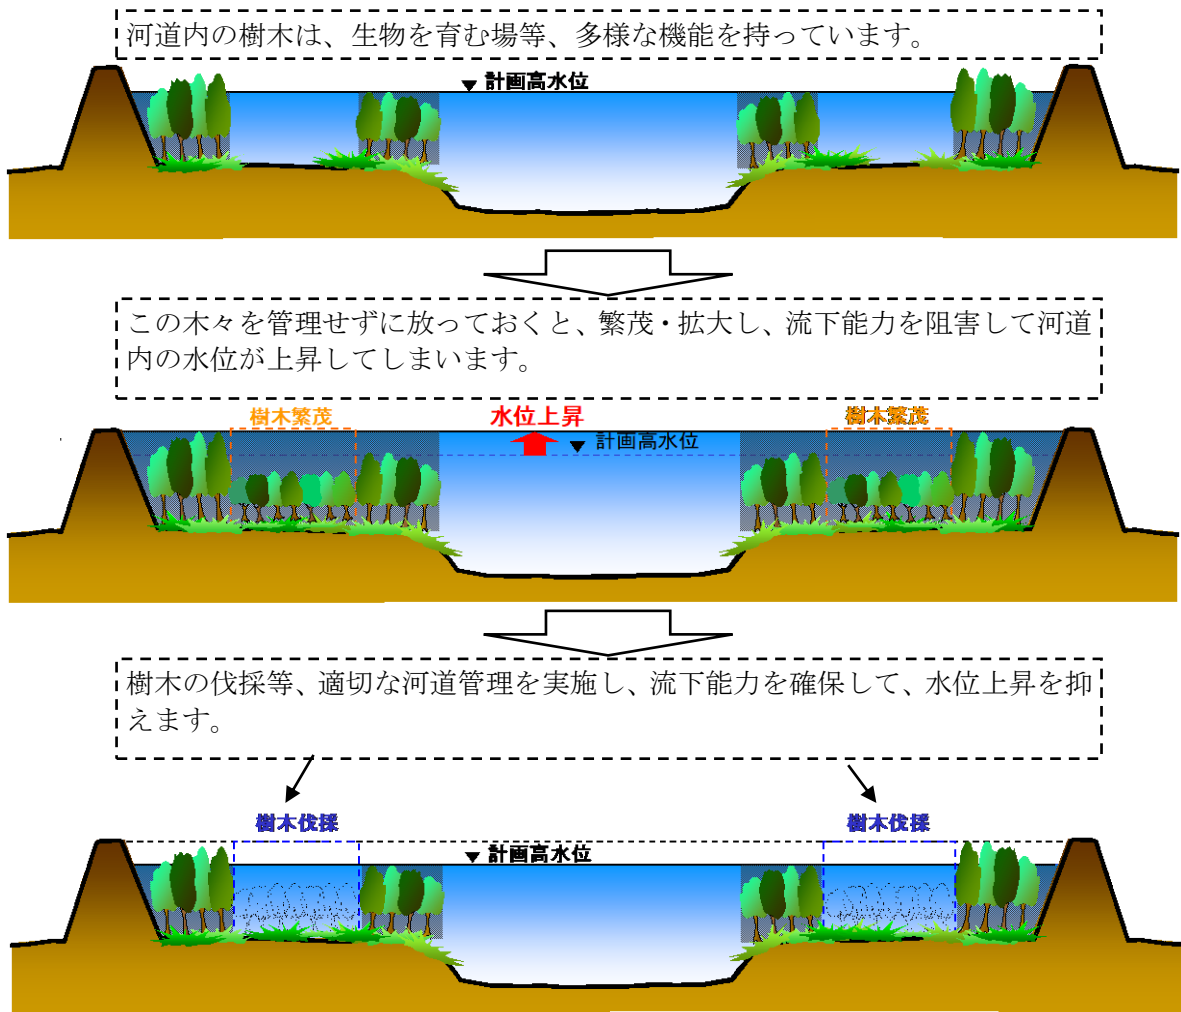 河道内の樹木は、生物を育む場等、多様な機能を持っています。
計画高水位
この木々を管理せずに放っておくと、繁茂・拡大し、流下能力を阻害して河道
内の水位が上昇してしまいます。
樹木繁茂
水位上昇
樹木繁茂
計画高水位
樹木の伐採等、適切な河道管理を実施し、流下能力を確保して、水位上昇を抑
えます。
樹木伐採
樹木伐採
計画高水位